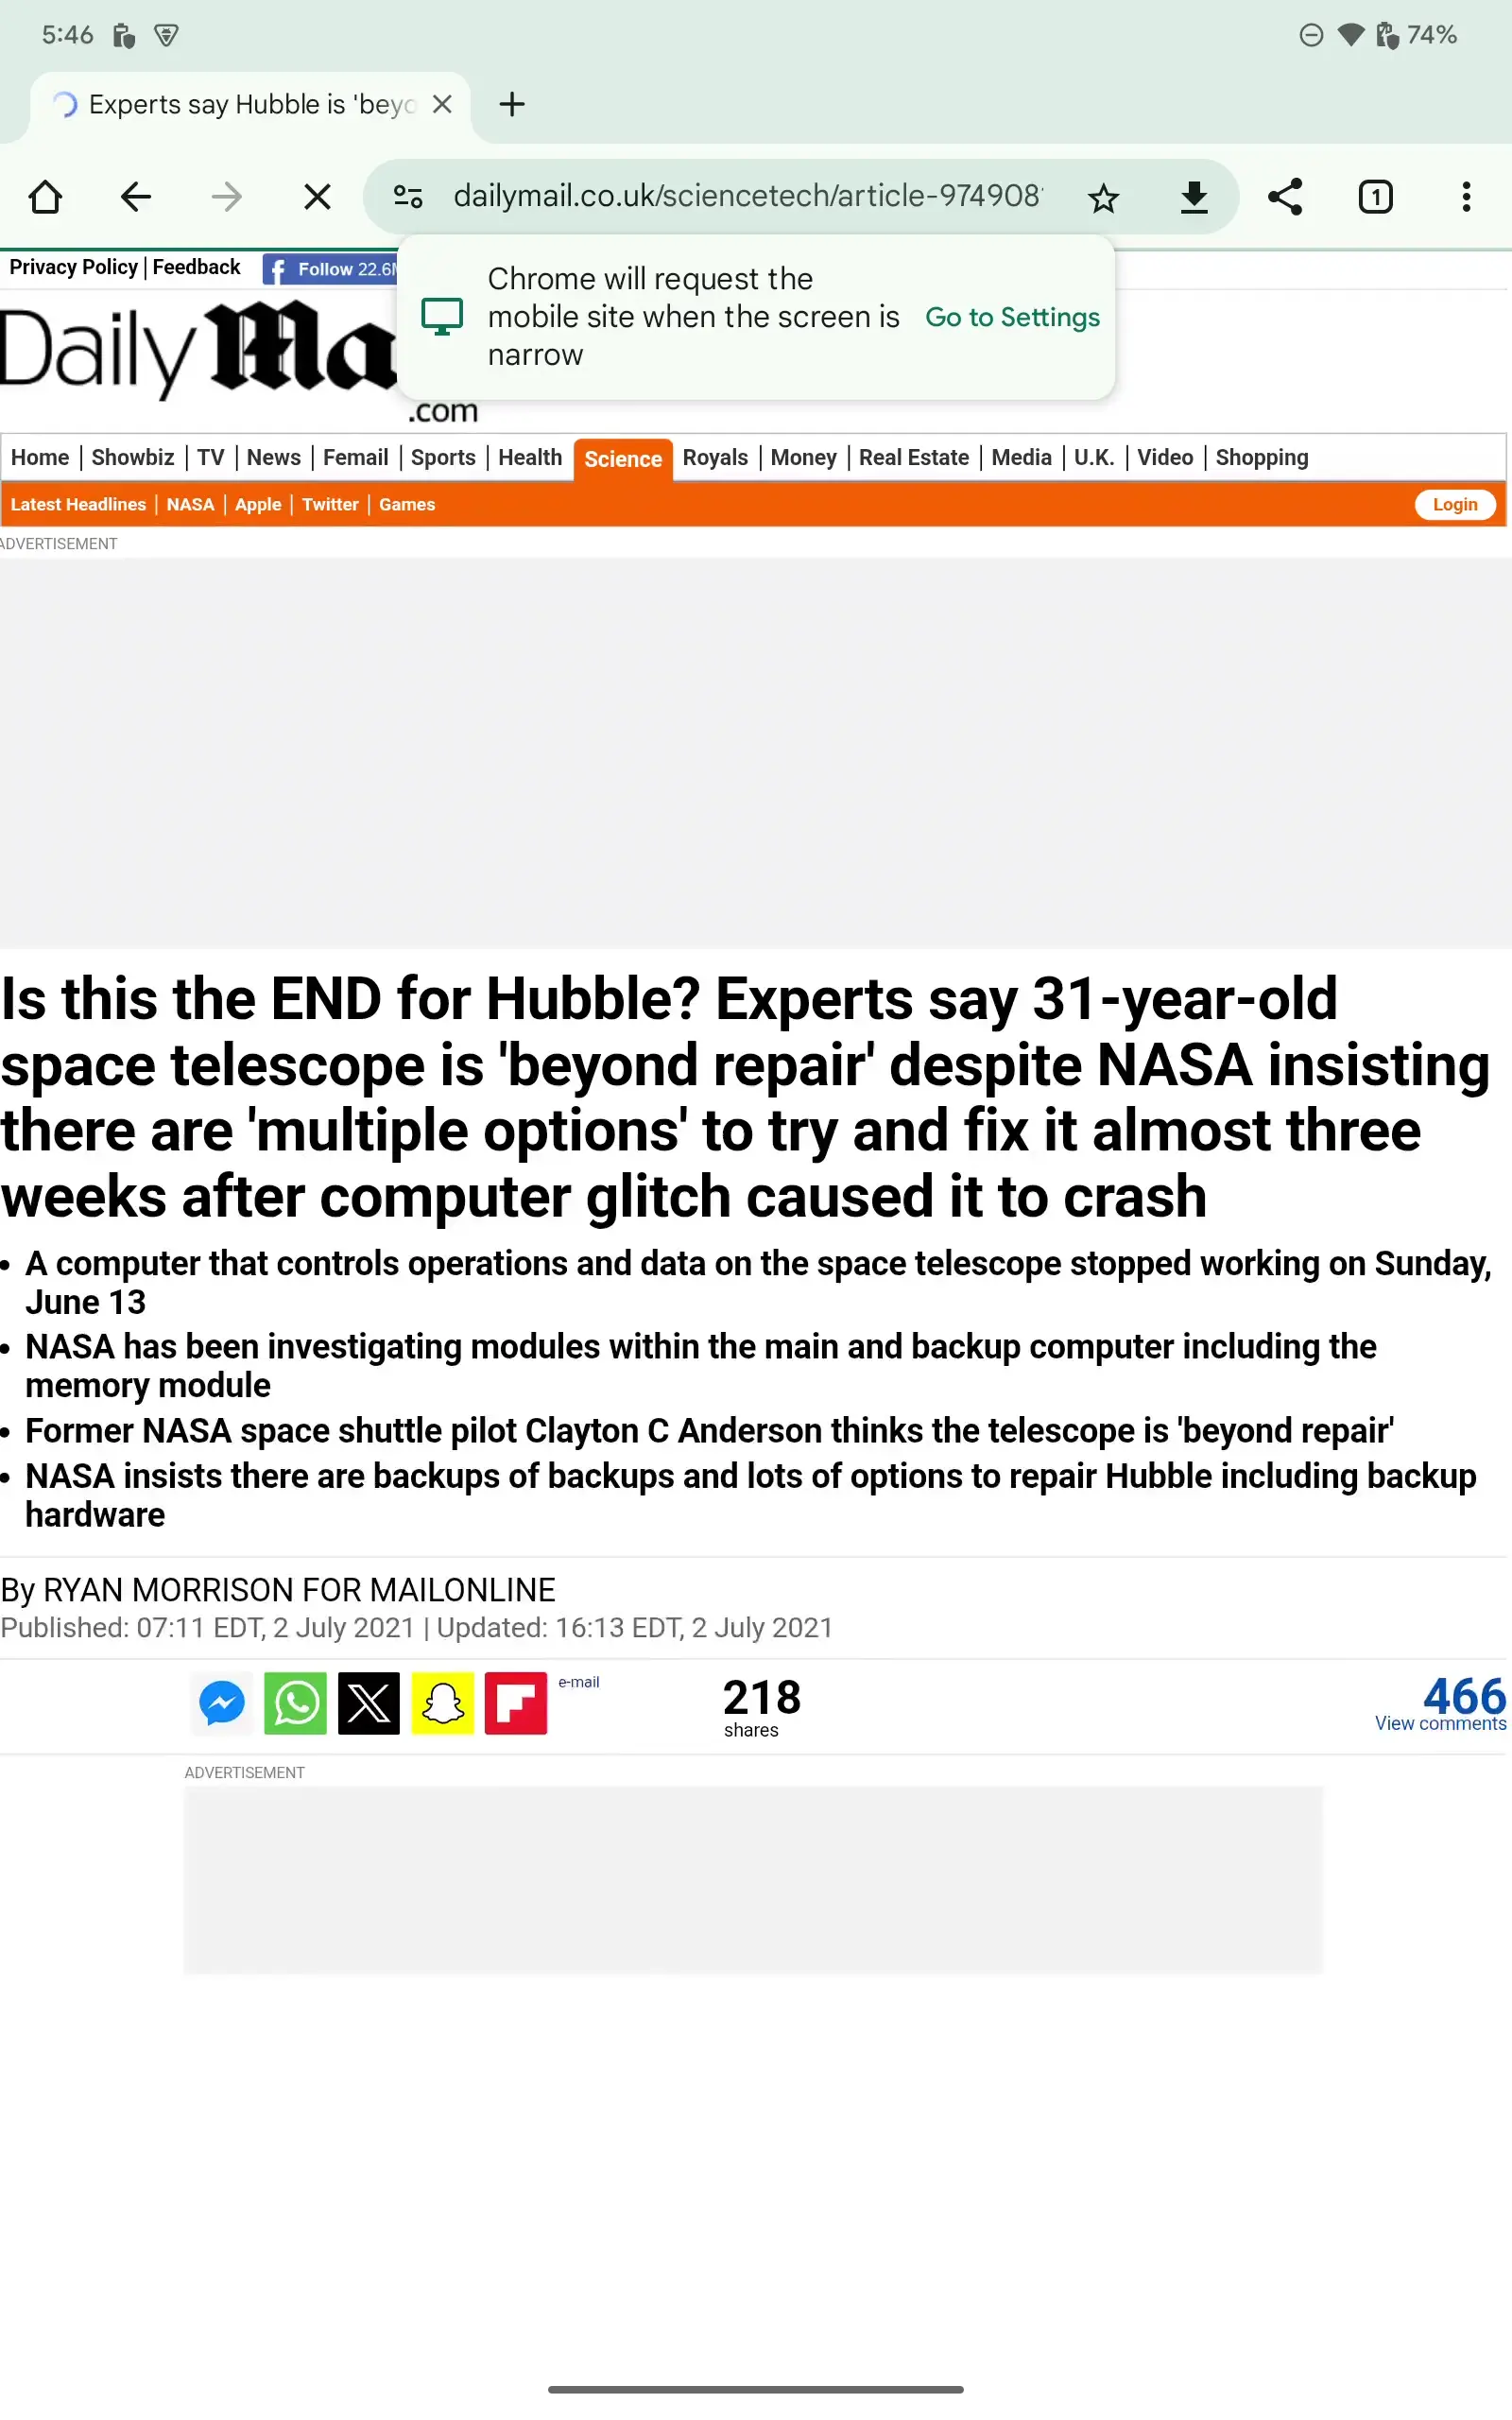 5:46
74%
Experts say Hubble is 'beyo
dailymail.co.uk/sciencetech/article-974908
1
Privacy Policy | Feedback
Follow 22.6
Chrome will request the
mobile site when the screen is
narrow
Go to Settings
Daily Ma
.com
Home | Showbiz | TV | News | Femail | Sports | Health Science Royals | Money | Real Estate | Media | U.K. | Video | Shopping
Latest Headlines | NASA | Apple | Twitter | Games
Login
ADVERTISEMENT
Is this the END for Hubble? Experts say 31-year-old
space telescope is 'beyond repair' despite NASA insisting
there are 'multiple options' to try and fix it almost three
weeks after computer glitch caused it to crash
• A computer that controls operations and data on the space telescope stopped working on Sunday,
June 13
• NASA has been investigating modules within the main and backup computer including the
memory module
• Former NASA space shuttle pilot Clayton C Anderson thinks the telescope is 'beyond repair'
• NASA insists there are backups of backups and lots of options to repair Hubble including backup
hardware
By RYAN MORRISON FOR MAILONLINE
Published: 07:11 EDT, 2 July 2021 | Updated: 16:13 EDT, 2 July 2021
e-mail
218
shares
466
View comments
ADVERTISEMENT